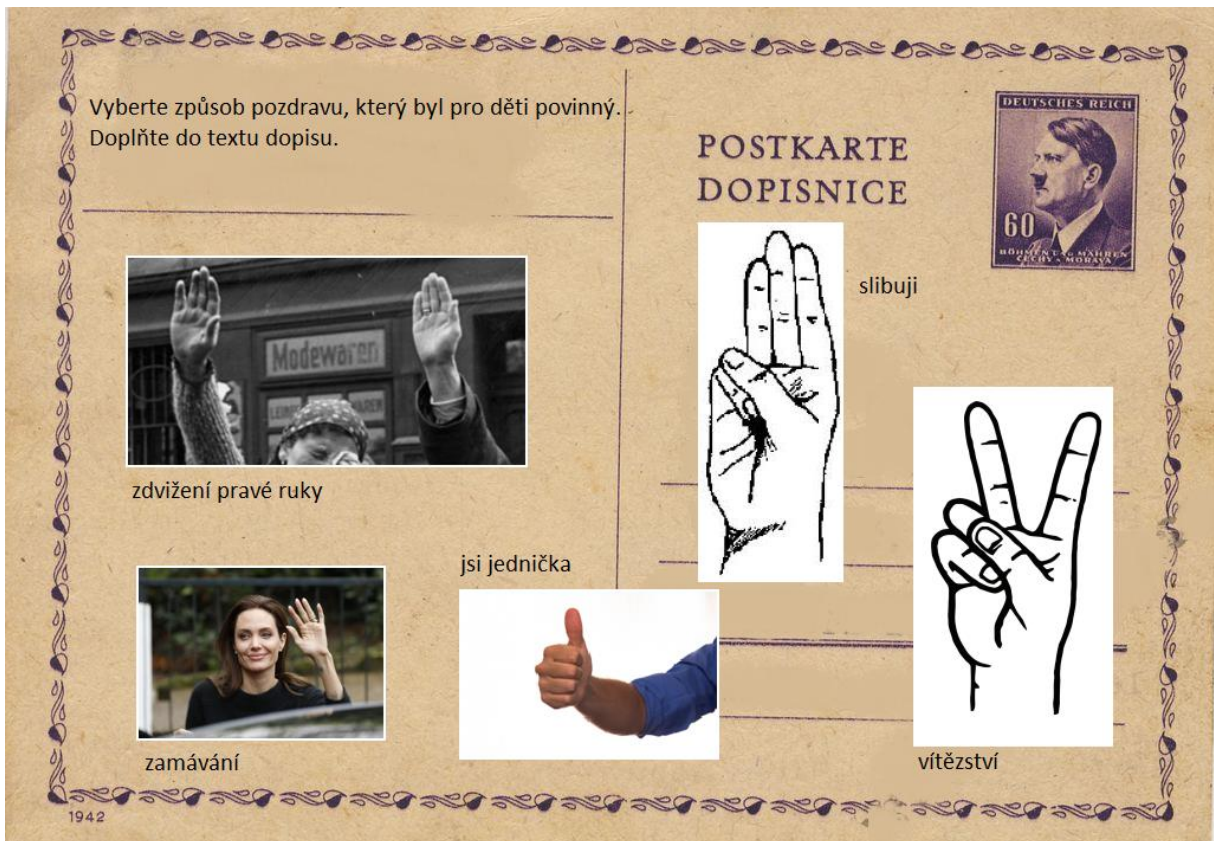 Vyberte způsob pozdravu, který byl pro děti povinný.
Doplňte do textu dopisu.
POSTKARTE
DOPISNICE
DEUTSCHES REICH
60
BÖHMEN U. MÄHREN
ČECHY A MORAVA
slibuji
Modewaren
zdvižení pravé ruky
jsi jednička
zamávání
vítězství
1942